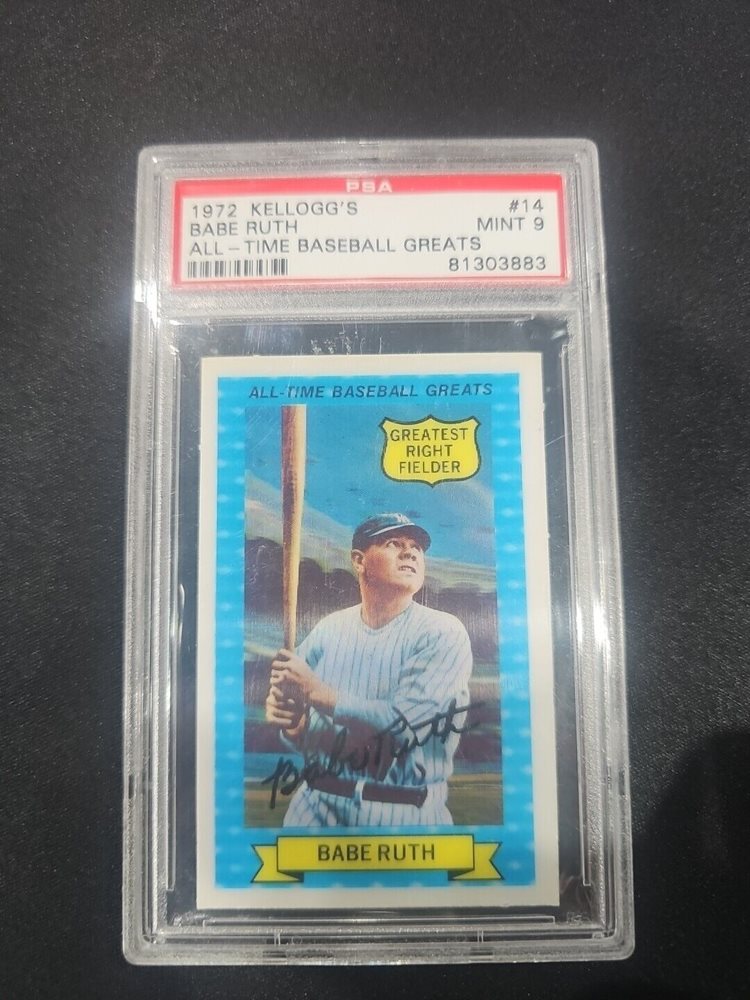 PSA
1972 KELLOGG'S #14
BABE RUTH MINT 9
ALL-TIME BASEBALL GREATS
81303883
ALL-TIME BASEBALL GREATS
GREATEST
RIGHT
FIELDER
Babe Ruth
BABE RUTH